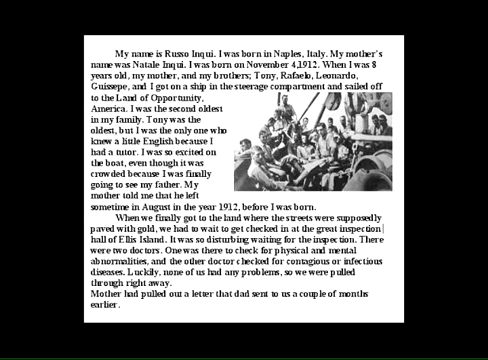 My name is Russo Inqui. I was born in Naples, Italy. My mother's
name was Natale Inqui. I was born on November 4,1912. When I was 8
years old, my mother, and my brothers; Tony, Rafaelo, Leonardo,
Guissepe, and I got on a ship in the steerage compartment and sailed off
to the Land of Opportunity,
America. I was the second oldest
in my family. Tony was the
oldest, but I was the only one who
knew a little English because I
had a tutor. I was so excited on
the boat, even though it was
crowded because I was finally
going to see my father. My
mother told me that he left
sometime in August in the year 1912, before I was born.
When we finally got to the land where the streets were supposedly
paved with gold, we had to wait to get checked in at the great inspection
hall of Ellis Island. It was so disturbing waiting for the inspection. There
were two doctors. One was there to check for physical and mental
abnormalities, and the other doctor checked for contagious or infectious
diseases. Luckily, none of us had any problems, so we were pulled
through right away.
Mother had pulled out a letter that dad sent to us a couple of months
earlier.